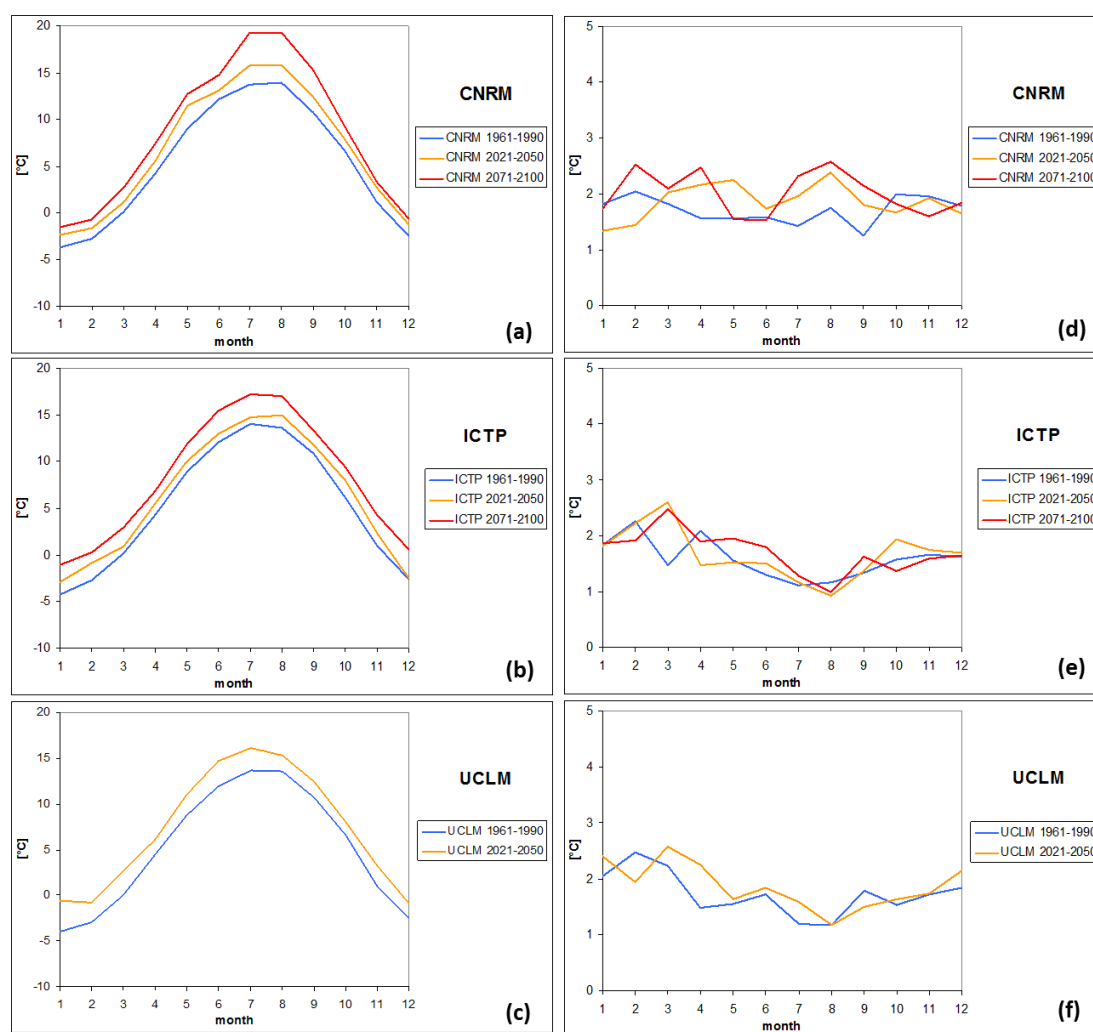 20
15
10
5
0
-5
-10
[°C]
1 2 3 4 5 6 7 8 9 10 11 12
month
CNRM
CNRM 1961-1990
CNRM 2021-2050
CNRM 2071-2100
(a)
5
4
3
2
1
0
[°C]
1 2 3 4 5 6 7 8 9 10 11 12
month
CNRM
CNRM 1961-1990
CNRM 2021-2050
CNRM 2071-2100
(d)
20
15
10
5
0
-5
-10
[°C]
1 2 3 4 5 6 7 8 9 10 11 12
month
ICTP
ICTP 1961-1990
ICTP 2021-2050
ICTP 2071-2100
(b)
5
4
3
2
1
0
[°C]
1 2 3 4 5 6 7 8 9 10 11 12
month
ICTP
ICTP 1961-1990
ICTP 2021-2050
ICTP 2071-2100
(e)
20
15
10
5
0
-5
-10
[°C]
1 2 3 4 5 6 7 8 9 10 11 12
month
UCLM
UCLM 1961-1990
UCLM 2021-2050
(c)
5
4
3
2
1
0
[°C]
1 2 3 4 5 6 7 8 9 10 11 12
month
UCLM
UCLM 1961-1990
UCLM 2021-2050
(f)